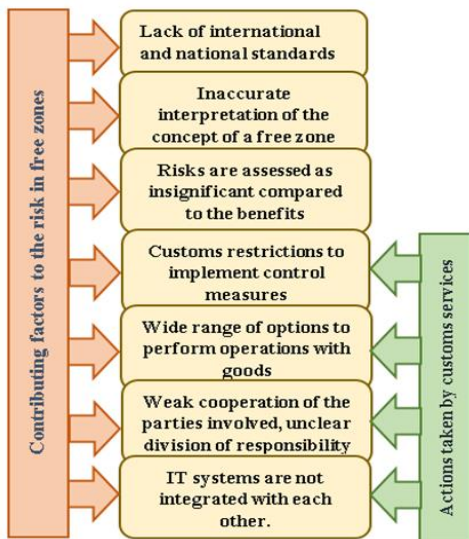 Contributing factors to the risk in free zones
Lack of international
and national standards
Inaccurate
interpretation of the
concept of a free zone
Risks are assessed as
insignificant compared
to the benefits
Customs restrictions to
implement control
measures
Wide range of options to
perform operations with
goods
Weak cooperation of the
parties involved, unclear
division of responsibility
IT systems are not
integrated with each
other.
Actions taken by customs services